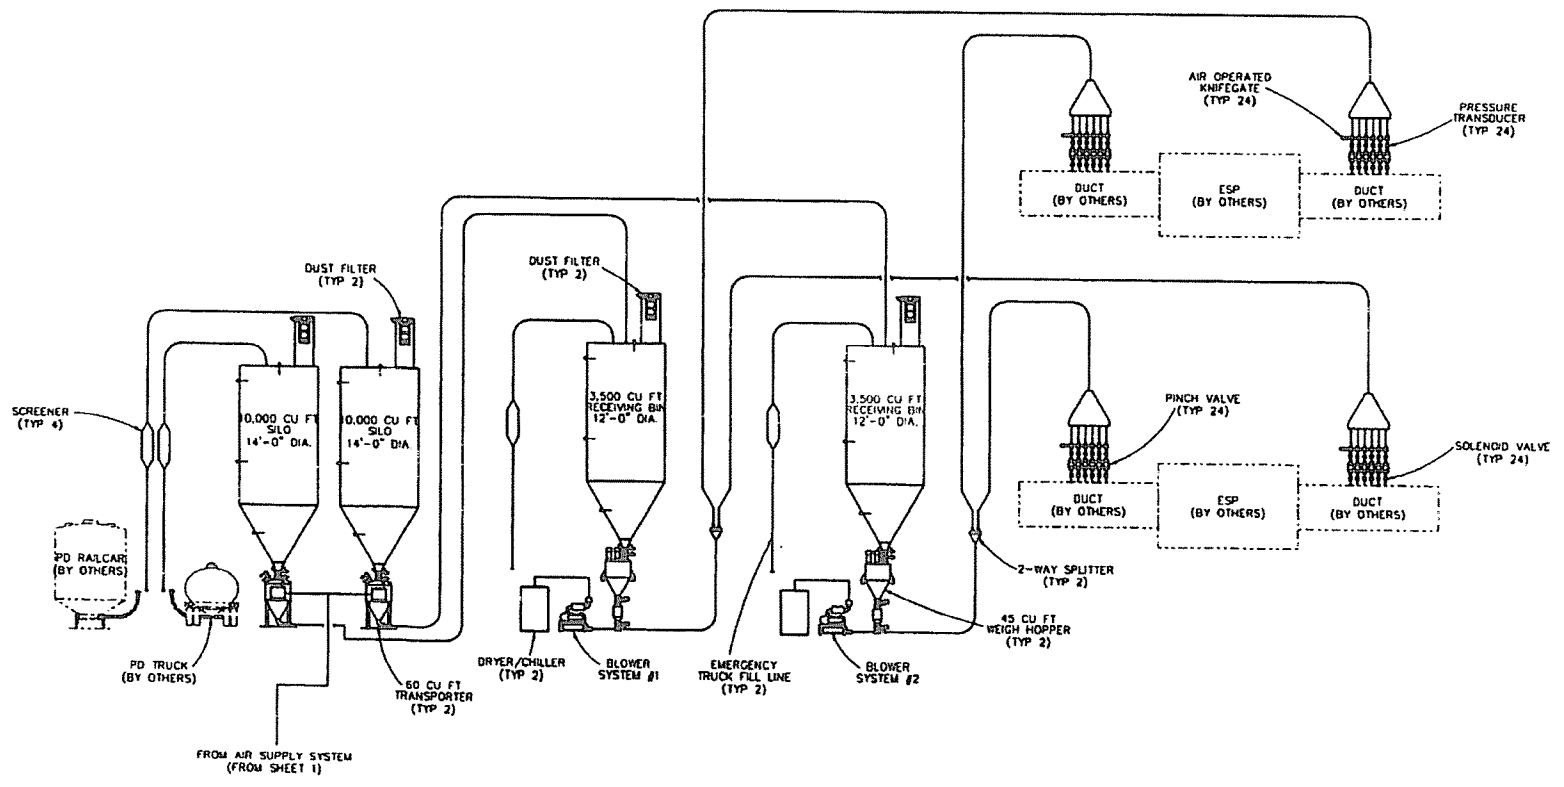 AIR OPERATED
KNIFEGATE
(TYP 24)
PRESSURE
TRANSDUCER
(TYP 24)
DUCT
(BY OTHERS)
ESP
(BY OTHERS)
DUCT
(BY OTHERS)
DUST FILTER
(TYP 2)
DUST FILTER
(TYP 2)
SCREENER
(TYP 4)
10,000 CU FT
SILO
14'-0" DIA.
10,000 CU FT
SILO
14'-0" DIA.
3,500 CU FT
RECEIVING BIN
12'-0" DIA.
3,500 CU FT
RECEIVING BIN
12'-0" DIA.
PINCH VALVE
(TYP 24)
SOLENOID VALVE
(TYP 24)
DUCT
(BY OTHERS)
ESP
(BY OTHERS)
DUCT
(BY OTHERS)
PD RAILCAR
(BY OTHERS)
2-WAY SPLITTER
(TYP 2)
45 CU FT
WEIGH HOPPER
(TYP 2)
PD TRUCK
(BY OTHERS)
60 CU FT
TRANSPORTER
(TYP 2)
DRYER/CHILLER
(TYP 2)
BLOWER
SYSTEM #1
EMERGENCY
TRUCK FILL LINE
(TYP 2)
BLOWER
SYSTEM #2
FROM AIR SUPPLY SYSTEM
(FROM SHEET 1)